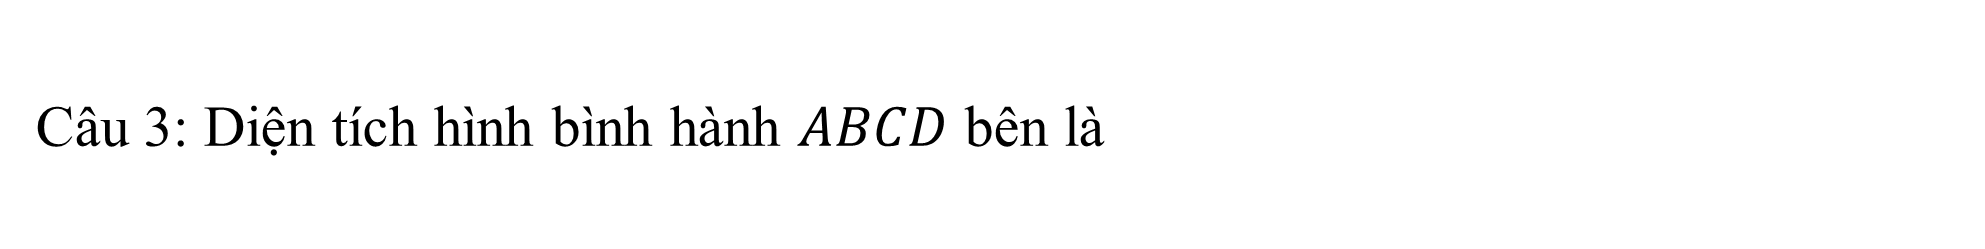 Câu 3: Diện tích hình bình hành ABCD bên là